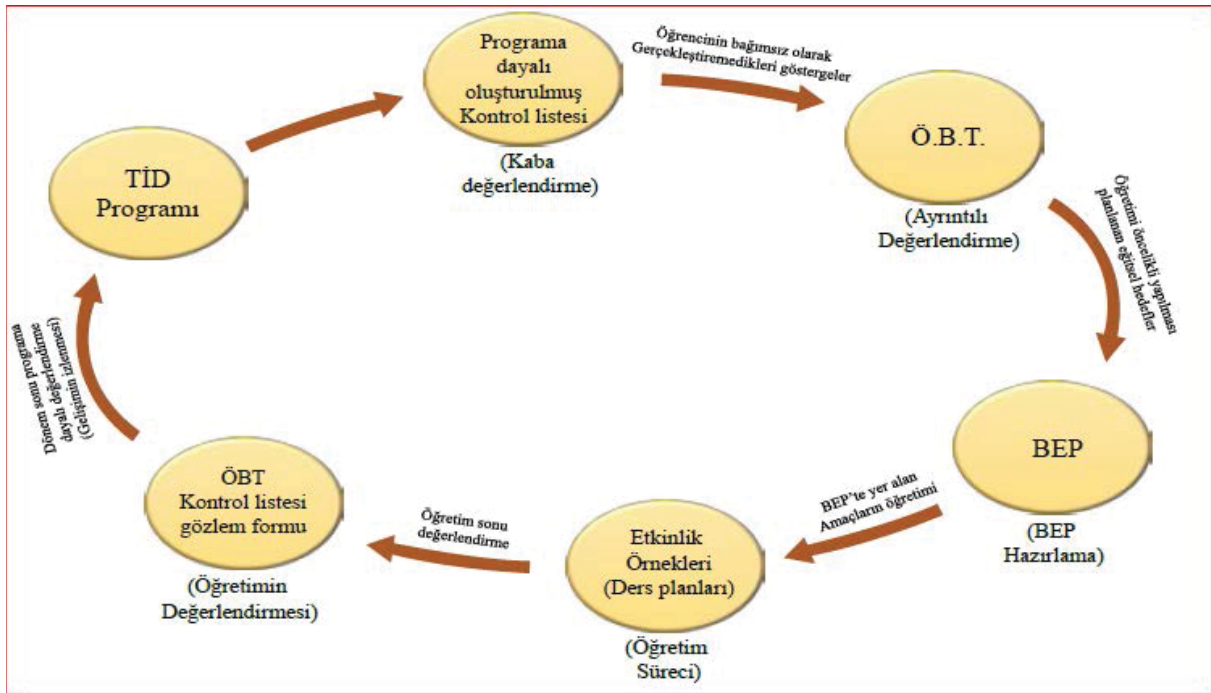 TİD
Programı
Programa
dayalı
oluşturulmuş
Kontrol listesi
(Kaba
değerlendirme)
Öğrencinin bağımsız olarak
Gerçekleştiremedikleri göstergeler
Ö.B.T.
(Ayrıntılı
Değerlendirme)
Öğretimi öncelikli yapılması
planlanan eğitsel hedefler
BEP
(BEP
Hazırlama)
BEP'te yer alan
Amaçların öğretimi
Etkinlik
Örnekleri
(Ders planları)
(Öğretim
Süreci)
Öğretim sonu
değerlendirme
ÖBT
Kontrol listesi
gözlem formu
(Öğretimin
Değerlendirmesi)
Dönem sonu programa
dayalı değerlendirme
(Gelişimin izlenmesi)